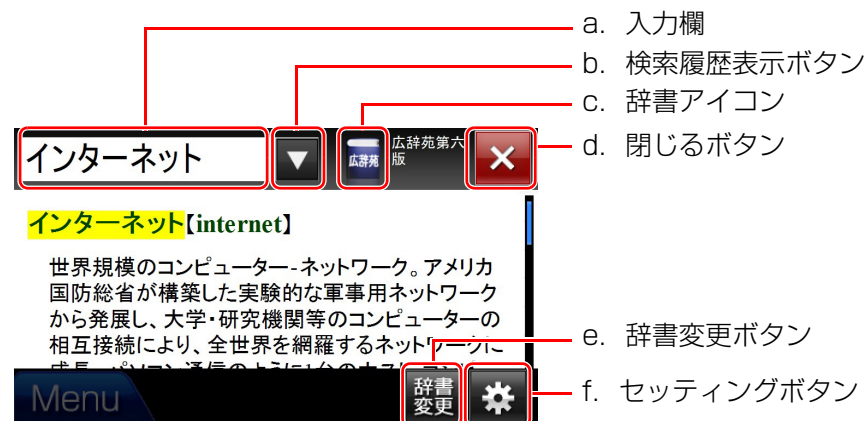 a. 入力欄
b. 検索履歴表示ボタン
c. 辞書アイコン
d. 閉じるボタン
インターネット
広辞苑
広辞苑第六
版
インターネット【internet】
世界規模のコンピューター-ネットワーク。アメリカ
国防総省が構築した実験的な軍事用ネットワーク
から発展し、大学・研究機関等のコンピューターの
相互接続により、全世界を網羅するネットワークに
e. 辞書変更ボタン
Menu
辞書
変更
f. セッティングボタン